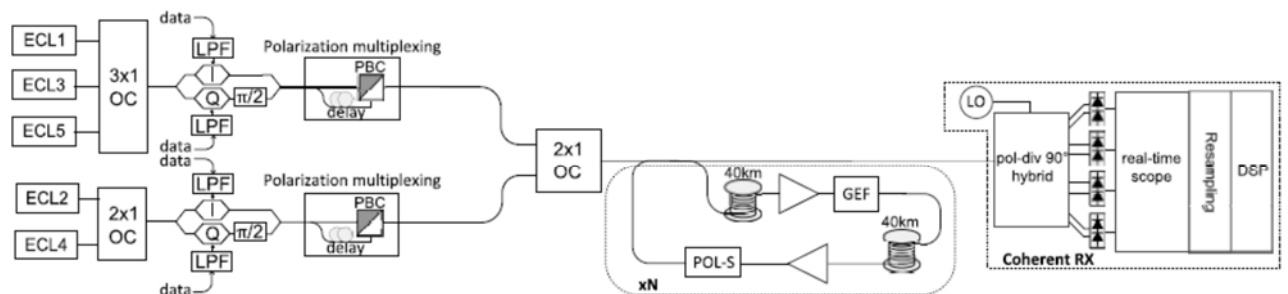 data
LPF
ECL1
ECL3
ECL5
3x1
OC
I
Q
π/2
LPF
data
Polarization multiplexing
PBC
delay
data
LPF
ECL2
ECL4
2x1
OC
I
Q
π/2
LPF
data
Polarization multiplexing
PBC
delay
2x1
OC
40km
GEF
40km
POL-S
xN
LO
pol-div 90°
hybrid
real-time
scope
Resampling
DSP
Coherent RX